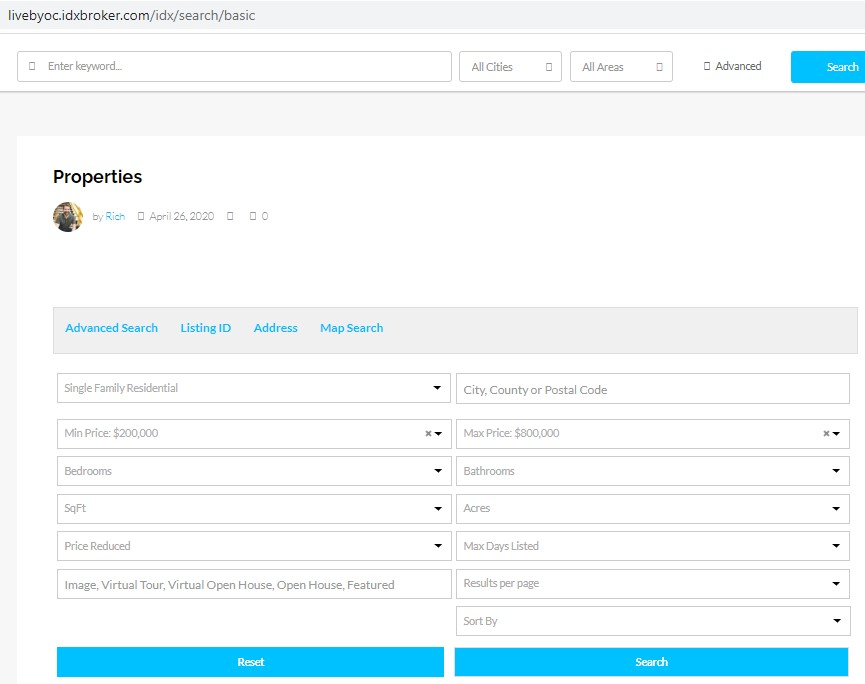 livebyoc.idxbroker.com/idx/search/basic
Enter keyword... All Cities All Areas Advanced Search
Properties
by Rich April 26, 2020 0
Advanced Search Listing ID Address Map Search
Single Family Residential City, County or Postal Code
Min Price: $200,000 Max Price: $800,000
Bedrooms Bathrooms
SqFt Acres
Price Reduced Max Days Listed
Image, Virtual Tour, Virtual Open House, Open House, Featured Results per page
Sort By
Reset Search